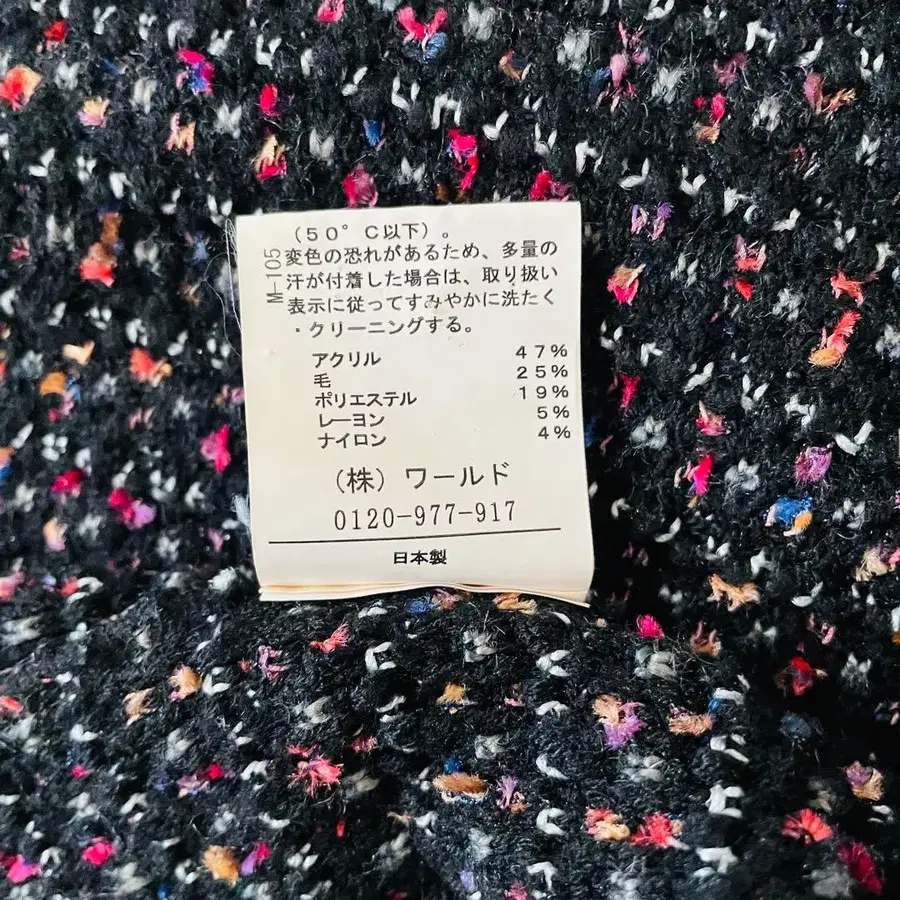 （５０°Ｃ以下）。
M-105
変色の恐れがあるため、多量の
汗が付着した場合は、取り扱い
表示に従ってすみやかに洗たく
・クリーニングする。
アクリル 47%
毛 25%
ポリエステル 19%
レーヨン 5%
ナイロン 4%
（株）ワールド
0120-977-917
日本製